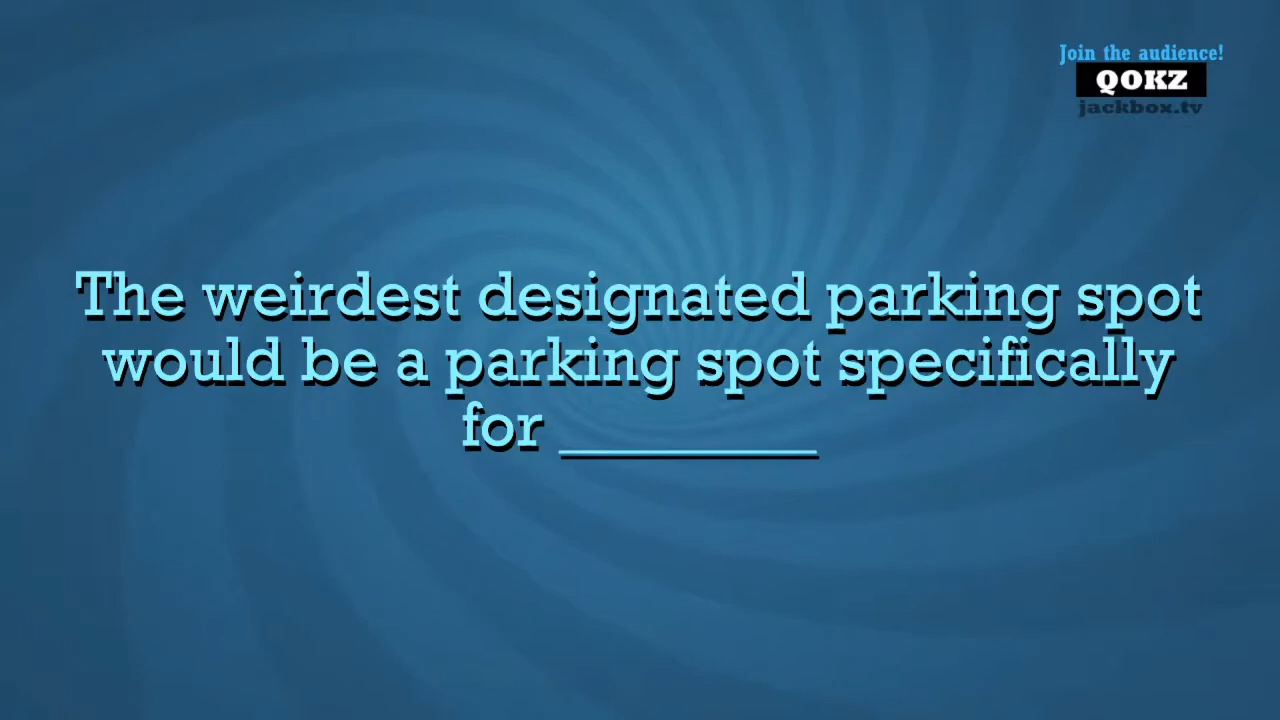 Join the audience!
QOKZ
jackbox.tv
The weirdest designated parking spot
would be a parking spot specifically
for ________